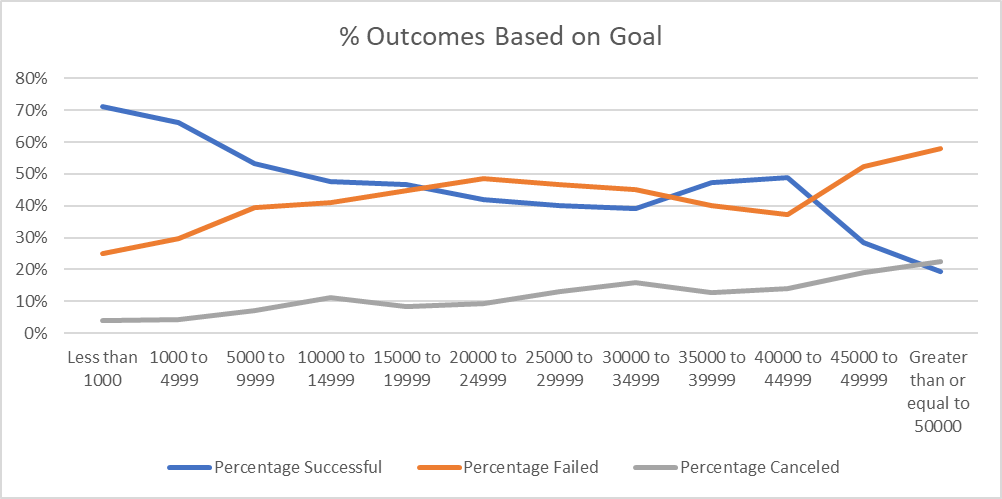 % Outcomes Based on Goal
80%
70%
60%
50%
40%
30%
20%
10%
0%
Less than 1000 to 5000 to 10000 to 15000 to 20000 to 25000 to 30000 to 35000 to 40000 to 45000 to Greater
1000 4999 9999 14999 19999 24999 29999 34999 39999 44999 49999 than or
equal to
50000
Percentage Successful Percentage Failed Percentage Canceled